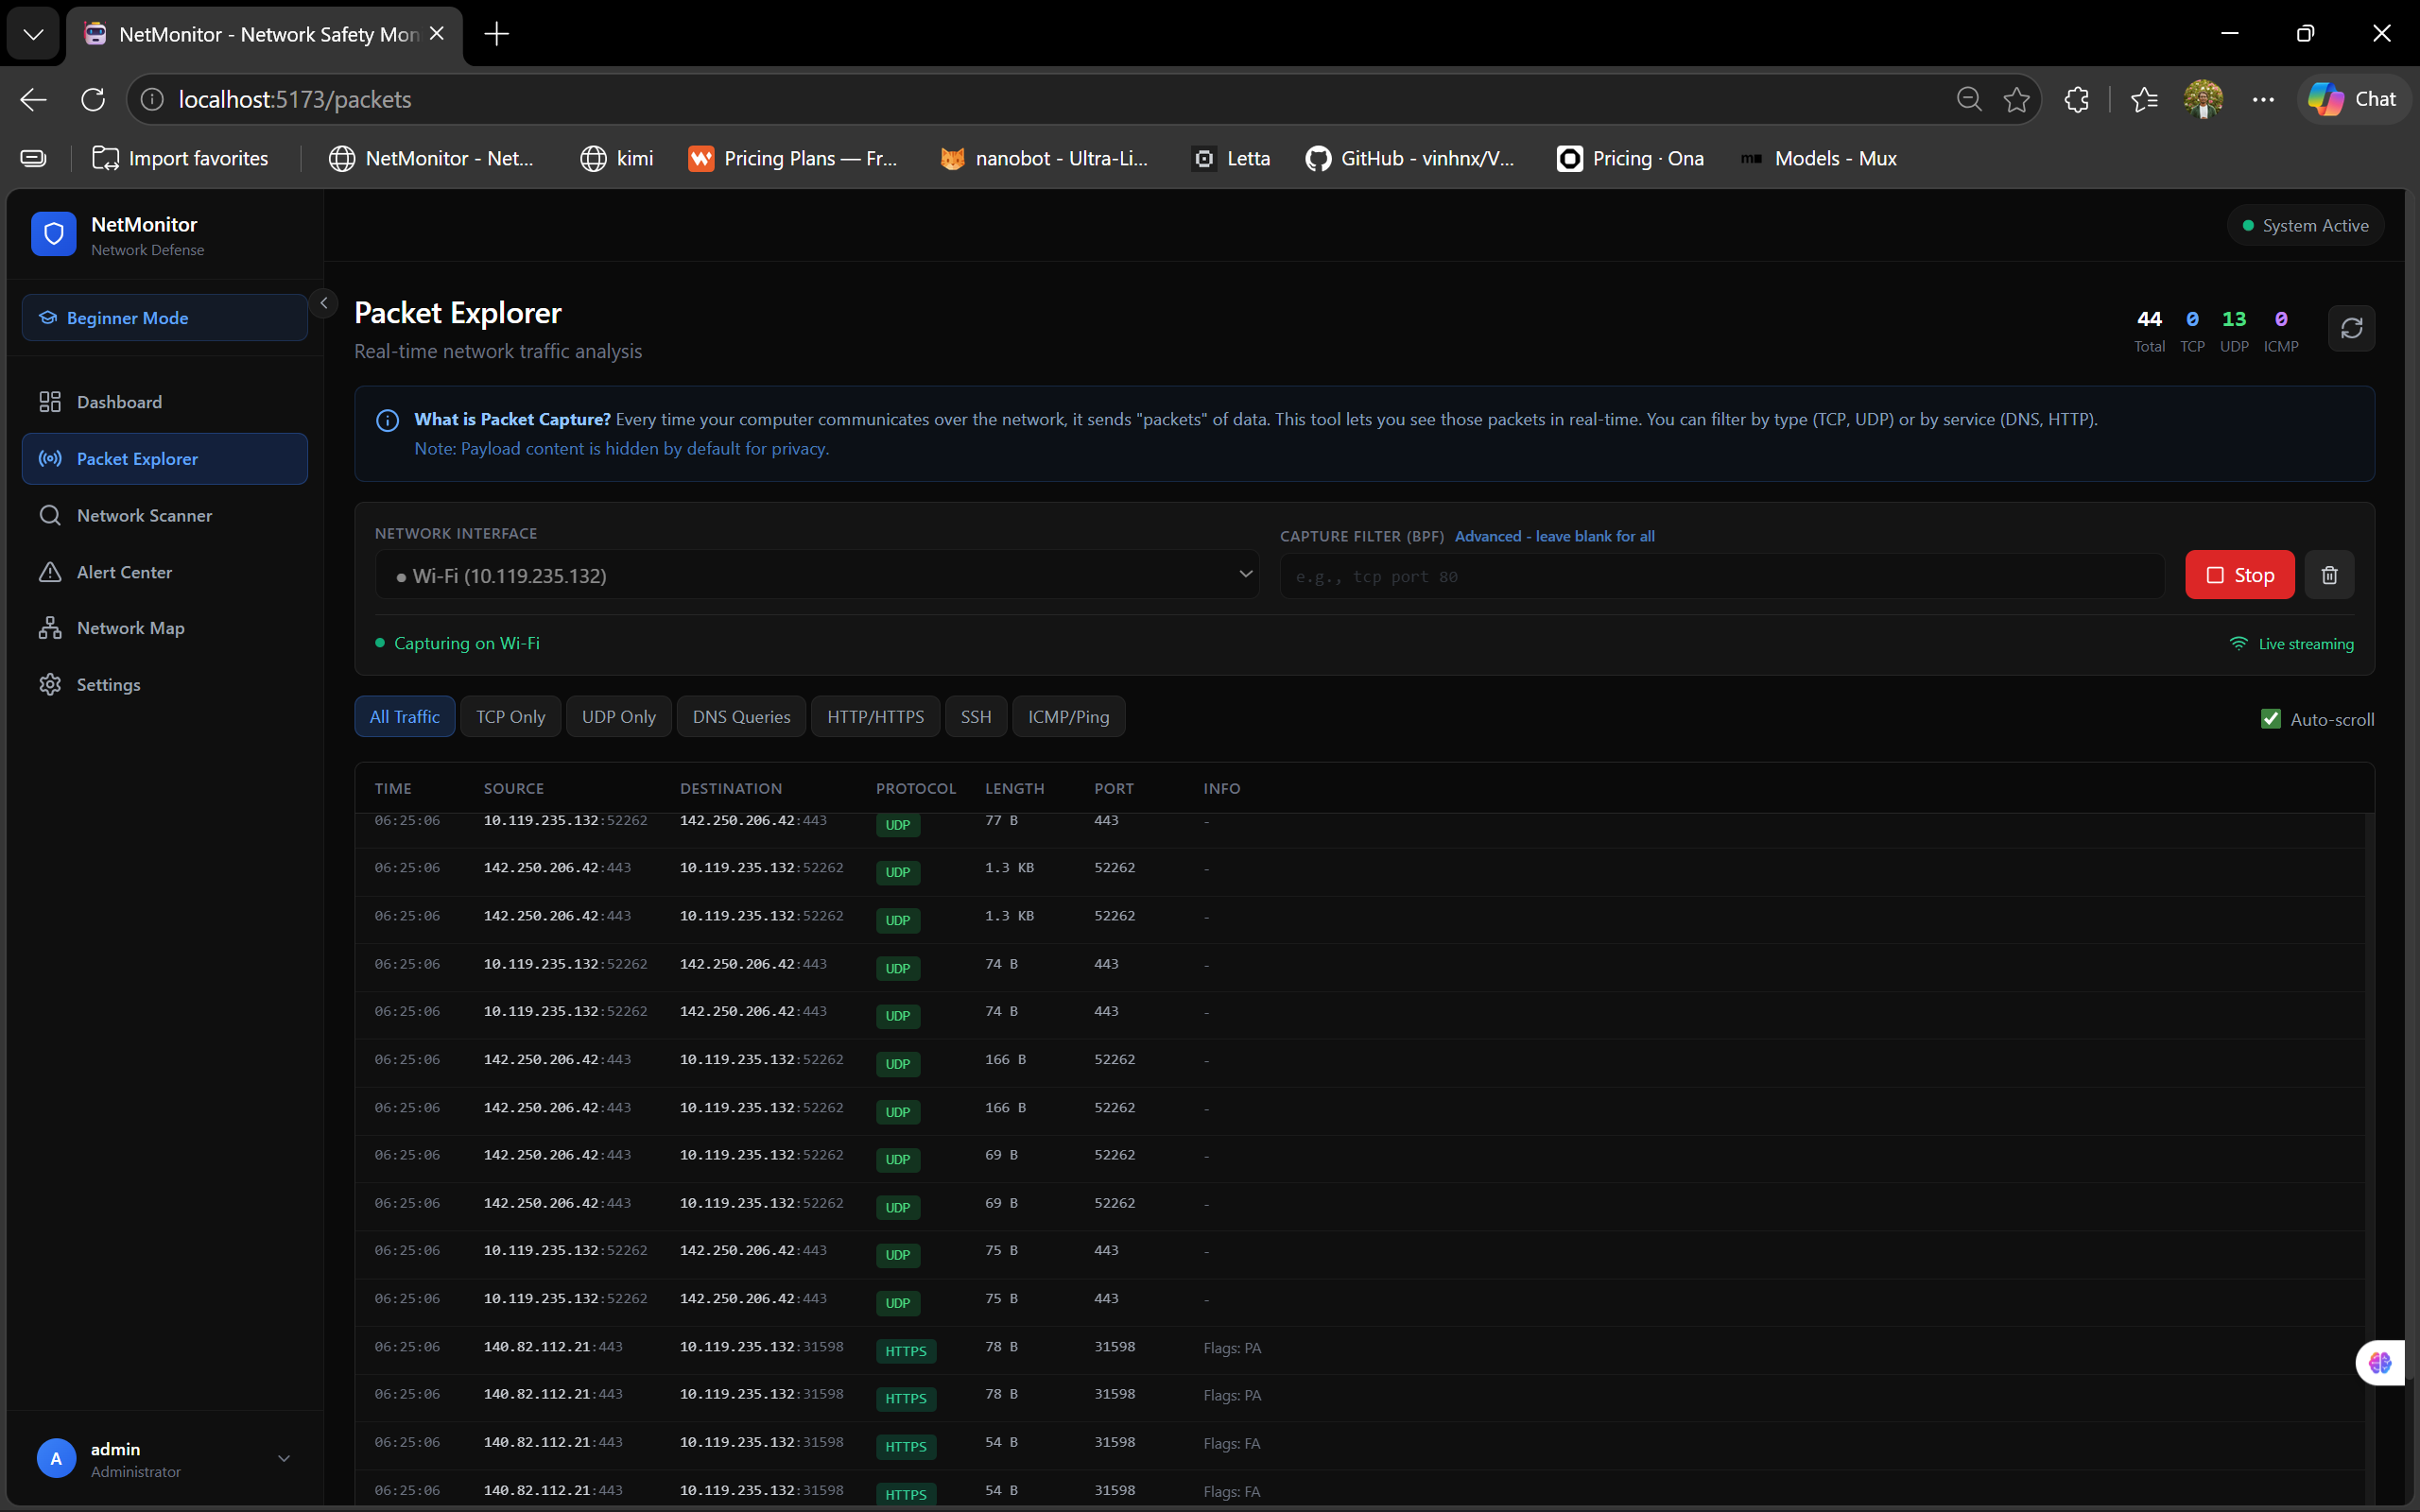 NetMonitor - Network Safety Mon
localhost:5173/packets
Chat
Import favorites
NetMonitor - Net...
kimi
Pricing Plans — Fr...
nanobot - Ultra-Li...
Letta
GitHub - vinhnx/V...
Pricing · Ona
Models - Mux
NetMonitor
Network Defense
System Active
Beginner Mode
Dashboard
Packet Explorer
Network Scanner
Alert Center
Network Map
Settings
admin
Administrator
A
Packet Explorer
Real-time network traffic analysis
44 Total
0 TCP
13 UDP
0 ICMP
What is Packet Capture? Every time your computer communicates over the network, it sends "packets" of data. This tool lets you see those packets in real-time. You can filter by type (TCP, UDP) or by service (DNS, HTTP).
Note: Payload content is hidden by default for privacy.
NETWORK INTERFACE
● Wi-Fi (10.119.235.132)
CAPTURE FILTER (BPF) Advanced - leave blank for all
e.g., tcp port 80
Stop
Capturing on Wi-Fi
Live streaming
All Traffic
TCP Only
UDP Only
DNS Queries
HTTP/HTTPS
SSH
ICMP/Ping
Auto-scroll
TIME SOURCE DESTINATION PROTOCOL LENGTH PORT INFO
06:25:06 10.119.235.132:52262 142.250.206.42:443 UDP 77 B 443 -
06:25:06 142.250.206.42:443 10.119.235.132:52262 UDP 1.3 KB 52262 -
06:25:06 142.250.206.42:443 10.119.235.132:52262 UDP 1.3 KB 52262 -
06:25:06 10.119.235.132:52262 142.250.206.42:443 UDP 74 B 443 -
06:25:06 10.119.235.132:52262 142.250.206.42:443 UDP 74 B 443 -
06:25:06 142.250.206.42:443 10.119.235.132:52262 UDP 166 B 52262 -
06:25:06 142.250.206.42:443 10.119.235.132:52262 UDP 166 B 52262 -
06:25:06 142.250.206.42:443 10.119.235.132:52262 UDP 69 B 52262 -
06:25:06 142.250.206.42:443 10.119.235.132:52262 UDP 69 B 52262 -
06:25:06 10.119.235.132:52262 142.250.206.42:443 UDP 75 B 443 -
06:25:06 10.119.235.132:52262 142.250.206.42:443 UDP 75 B 443 -
06:25:06 140.82.112.21:443 10.119.235.132:31598 HTTPS 78 B 31598 Flags: PA
06:25:06 140.82.112.21:443 10.119.235.132:31598 HTTPS 78 B 31598 Flags: PA
06:25:06 140.82.112.21:443 10.119.235.132:31598 HTTPS 54 B 31598 Flags: FA
06:25:06 140.82.112.21:443 10.119.235.132:31598 HTTPS 54 B 31598 Flags: FA